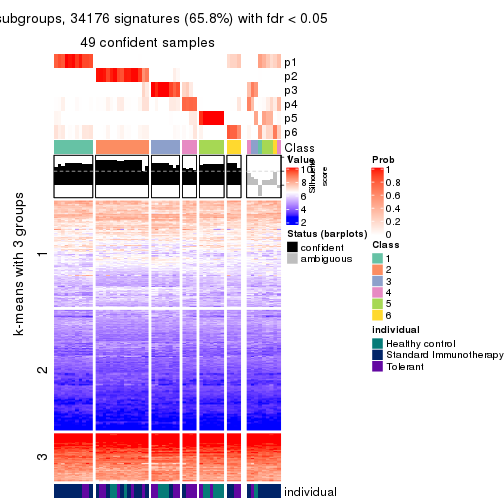 subgroups, 34176 signatures (65.8%) with fdr < 0.05
49 confident samples
p1
p2
p3
p4
p5
p6
Class
Silhouette
score
k-means with 3 groups
1
2
3
individual
Value
10
8
6
4
2
Status (barplots)
confident
ambiguous
Prob
1
0.8
0.6
0.4
0.2
0
Class
1
2
3
4
5
6
individual
Healthy control
Standard Immunotherapy
Tolerant